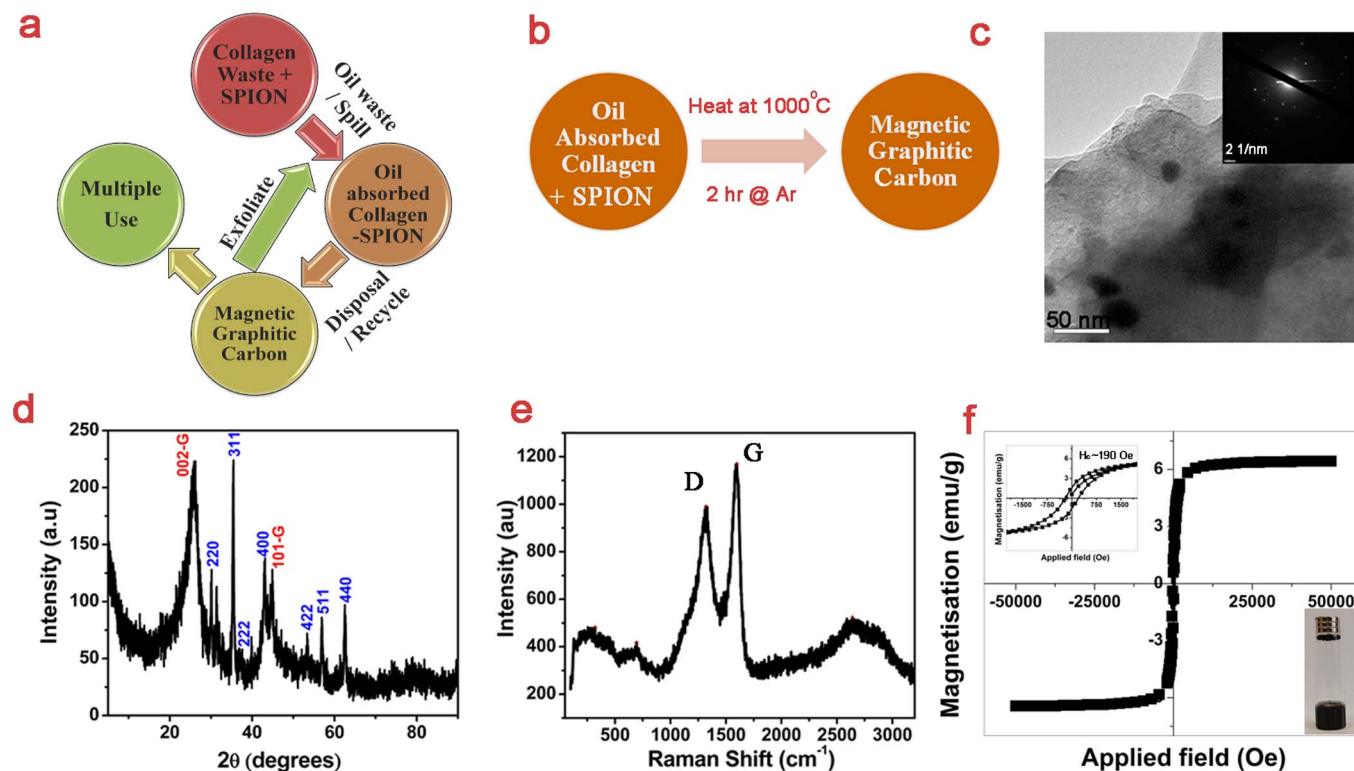 a
Collagen
Waste +
SPION
Oil waste
/ Spill
Multiple
Use
Exfoliate
Oil
absorbed
Collagen
-SPION
Magnetic
Graphitic
Carbon
Disposal
/ Recycle
b
Oil
Absorbed
Collagen
+ SPION
Heat at 1000°C
2 hr @ Ar
Magnetic
Graphitic
Carbon
c
2 1/nm
50 nm
d
Intensity (a.u)
250
200
150
100
50
0
002-G
220
311
222
400
101-G
422
511
440
20 40 60 80
2θ (degrees)
e
Intensity (au)
1200
1000
800
600
400
200
D
G
500 1000 1500 2000 2500 3000
Raman Shift (cm⁻¹)
f
Magnetisation (emu/g)
6
3
0
-3
-50000 -25000 25000 50000
Applied field (Oe)
Magnetisation (emu/g)
Hc~190 Oe
6
3
-3
-6
-1500 -750 750 1500
Applied field (Oe)